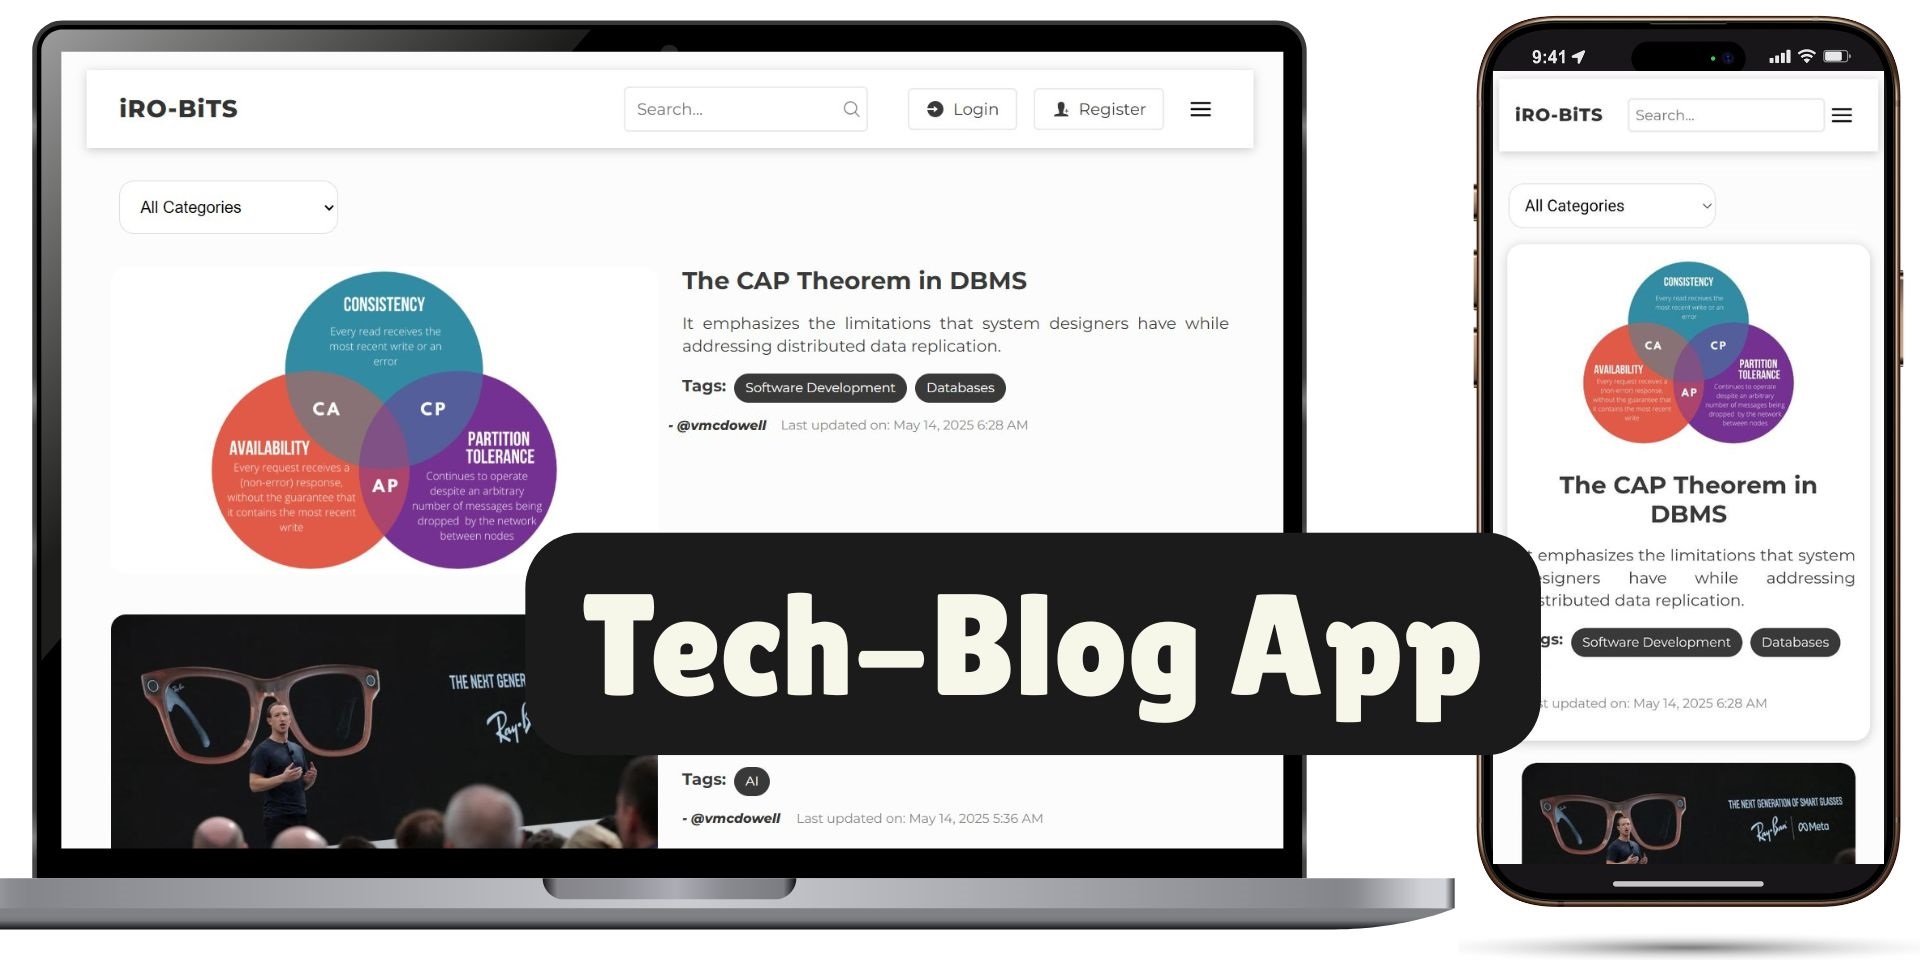 iRO-BiTS
Search...
Login
Register
All Categories
CONSISTENCY
Every read receives the
most recent write or an
error
CA
CP
AVAILABILITY
Every request receives a
(non-error) response,
without the guarantee that
it contains the most recent
write
AP
PARTITION
TOLERANCE
Continues to operate
despite an arbitrary
number of messages being
dropped by the network
between nodes
The CAP Theorem in DBMS
It emphasizes the limitations that system designers have while
addressing distributed data replication.
Tags: Software Development Databases
- @vmcdowell Last updated on: May 14, 2025 6:28 AM
THE NEXT GENER
Ray-B
Tags: AI
- @vmcdowell Last updated on: May 14, 2025 5:36 AM
Tech-Blog App
9:41
iRO-BiTS
Search...
All Categories
CONSISTENCY
Every read receives the
most recent write or an
error
CA
CP
AVAILABILITY
Every request receives a
(non-error) response,
without the guarantee that
it contains the most recent
write
AP
PARTITION
TOLERANCE
Continues to operate
despite an arbitrary
number of messages being
dropped by the network
between nodes
The CAP Theorem in
DBMS
t emphasizes the limitations that system
esigners have while addressing
stributed data replication.
gs: Software Development Databases
st updated on: May 14, 2025 6:28 AM
THE NEXT GENERATION OF SMART GLASSES
Ray-Ban | Meta